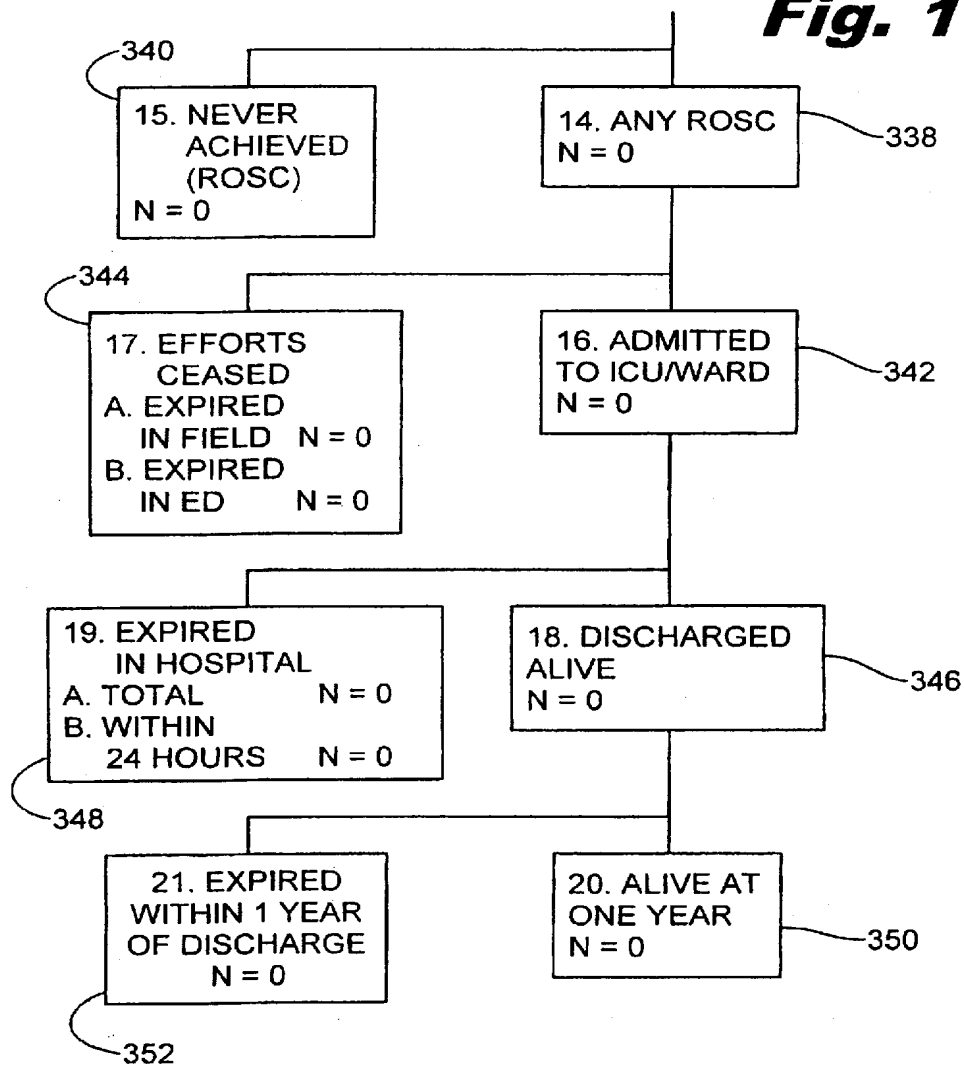 Fig. 1
340
15. NEVER
ACHIEVED
(ROSC)
N = 0
14. ANY ROSC
N = 0
338
344
17. EFFORTS
CEASED
A. EXPIRED
IN FIELD N = 0
B. EXPIRED
IN ED N = 0
16. ADMITTED
TO ICU/WARD
N = 0
342
19. EXPIRED
IN HOSPITAL
A. TOTAL N = 0
B. WITHIN
24 HOURS N = 0
348
18. DISCHARGED
ALIVE
N = 0
346
21. EXPIRED
WITHIN 1 YEAR
OF DISCHARGE
N = 0
352
20. ALIVE AT
ONE YEAR
N = 0
350